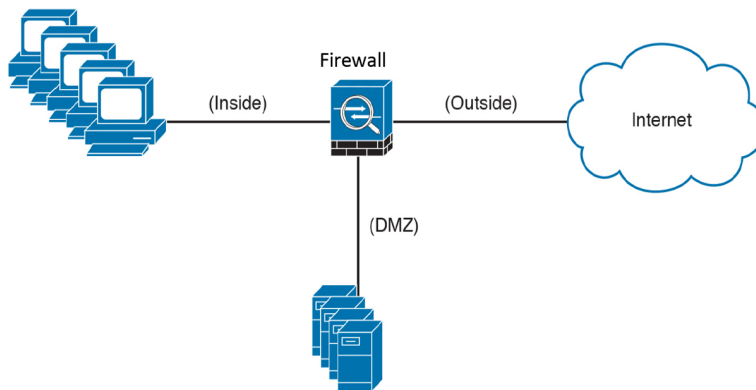 Firewall
(Inside)
(Outside)
Internet
(DMZ)